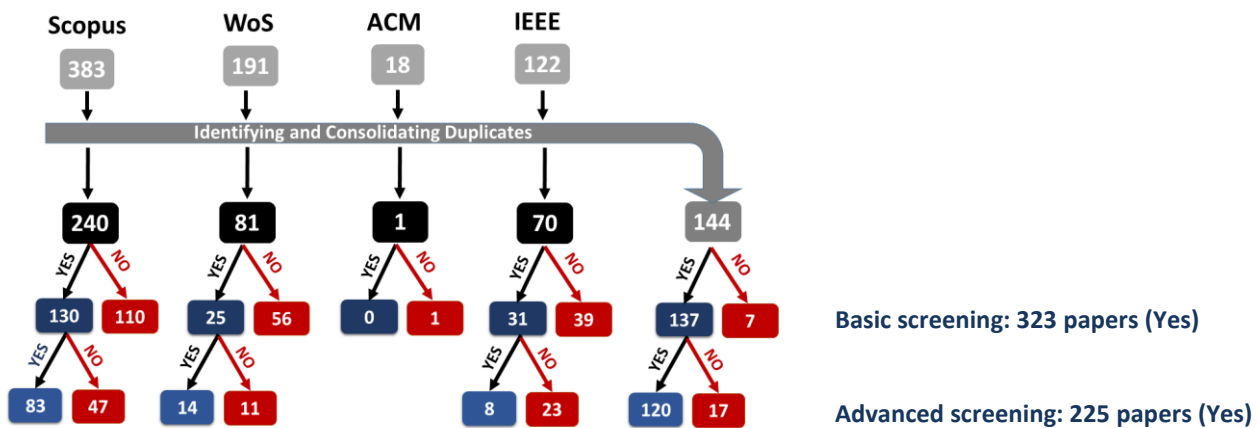 Scopus WoS ACM IEEE
383 191 18 122
Identifying and Consolidating Duplicates
240 81 1 70 144
YES NO YES NO YES NO YES NO YES NO
130 110 25 56 0 1 31 39 137 7 Basic screening: 323 papers (Yes)
YES NO YES NO YES NO YES NO
83 47 14 11 8 23 120 17 Advanced screening: 225 papers (Yes)